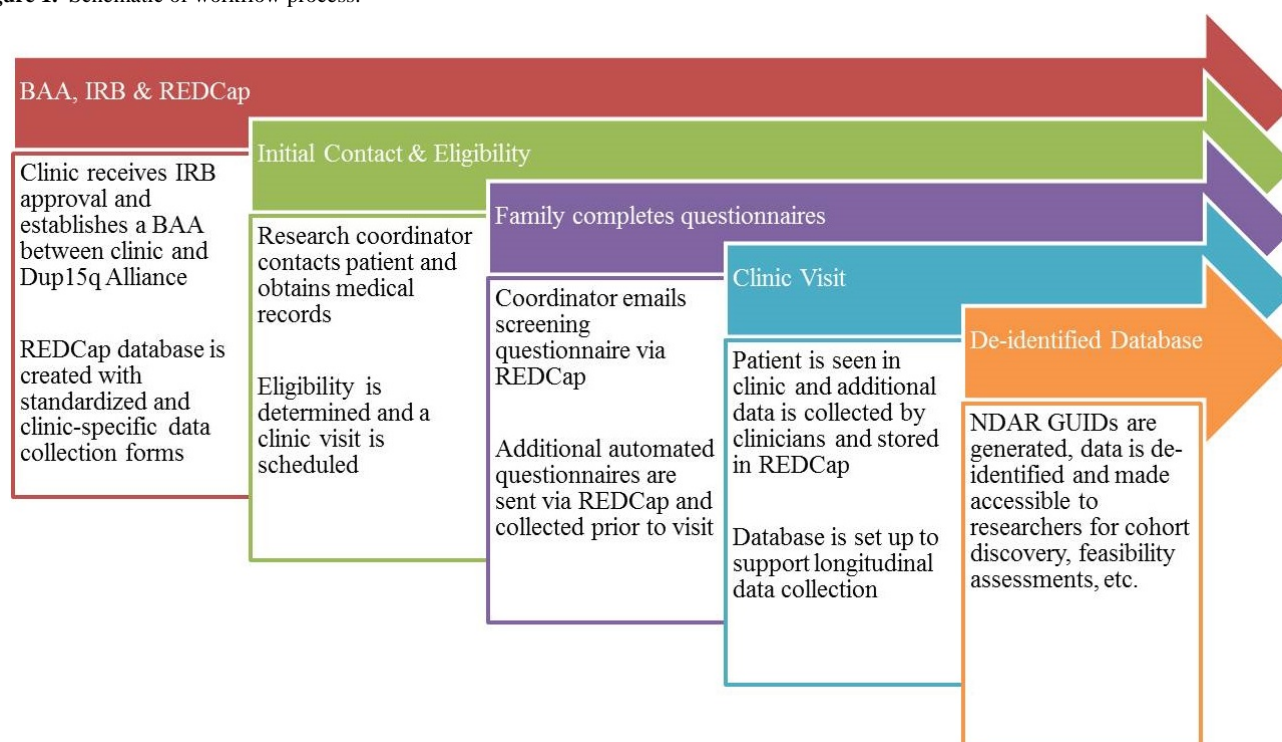 Figure 1. Schematic of workflow process.
BAA, IRB & REDCap
Clinic receives IRB
approval and
establishes a BAA
between clinic and
Dup15q Alliance
REDCap database is
created with
standardized and
clinic-specific data
collection forms
Initial Contact & Eligibility
Research coordinator
contacts patient and
obtains medical
records
Eligibility is
determined and a
clinic visit is
scheduled
Family completes questionnaires
Coordinator emails
screening
questionnaire via
REDCap
Additional automated
questionnaires are
sent via REDCap and
collected prior to visit
Clinic Visit
Patient is seen in
clinic and additional
data is collected by
clinicians and stored
in REDCap
Database is set up to
support longitudinal
data collection
De-identified Database
NDAR GUIDs are
generated, data is de-
identified and made
accessible to
researchers for cohort
discovery, feasibility
assessments, etc.